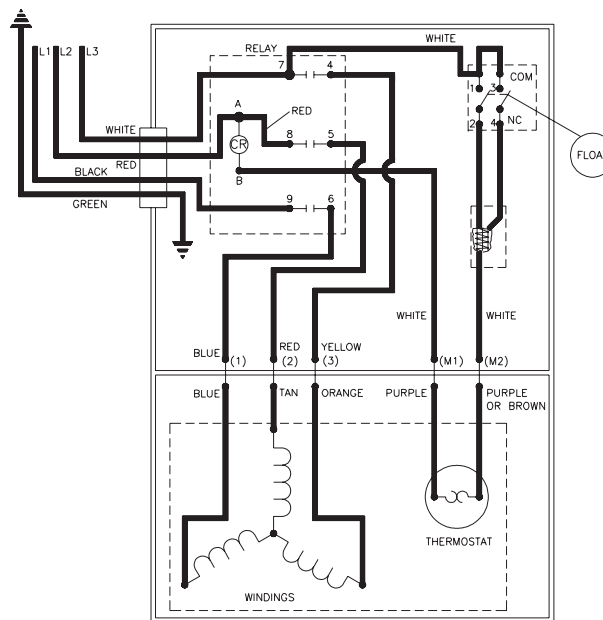 L1 L2 L3
WHITE
RELAY
7 4
COM
1 3
A
RED
NC
WHITE
CR
8 5
2 4
FLOA
RED
BLACK
B
GREEN
9 6
WHITE WHITE
BLUE (1) RED (2) YELLOW (3) (M1) (M2)
BLUE TAN ORANGE PURPLE PURPLE OR BROWN
THERMOSTAT
WINDINGS